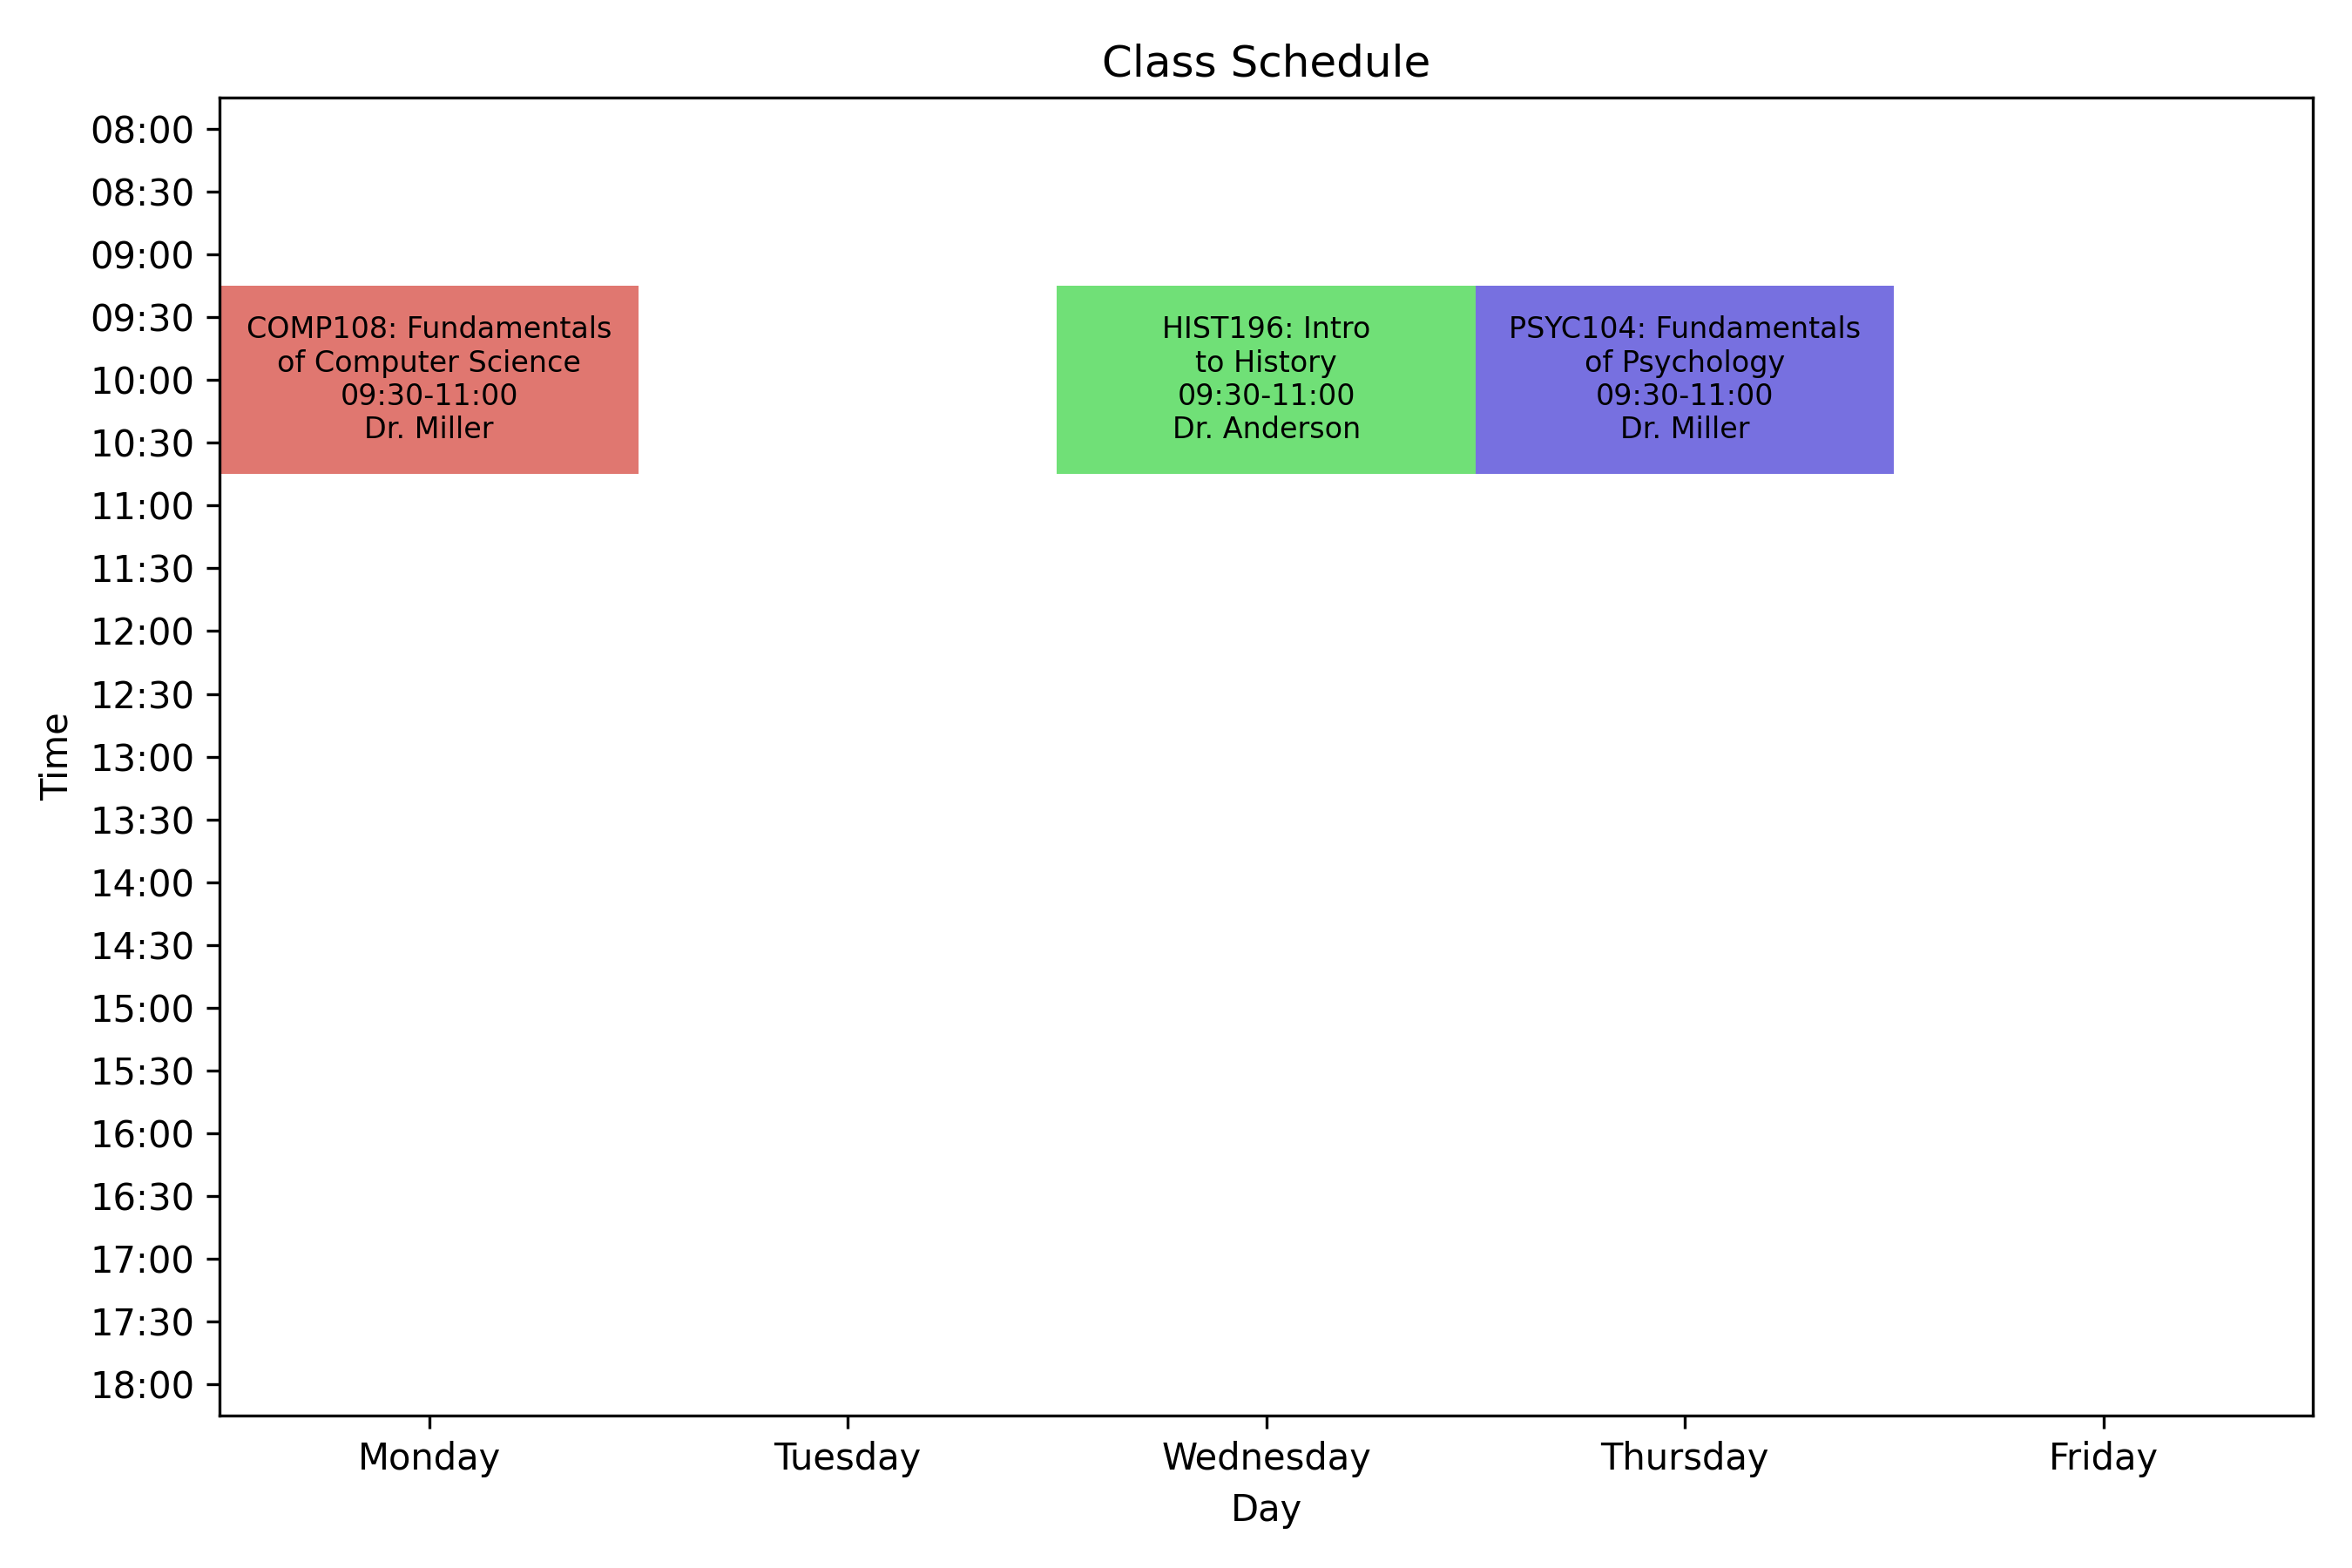 Class Schedule
Time
08:00
08:30
09:00
09:30
10:00
10:30
11:00
11:30
12:00
12:30
13:00
13:30
14:00
14:30
15:00
15:30
16:00
16:30
17:00
17:30
18:00
COMP108: Fundamentals
of Computer Science
09:30-11:00
Dr. Miller
HIST196: Intro
to History
09:30-11:00
Dr. Anderson
PSYC104: Fundamentals
of Psychology
09:30-11:00
Dr. Miller
Monday
Tuesday
Wednesday
Thursday
Friday
Day